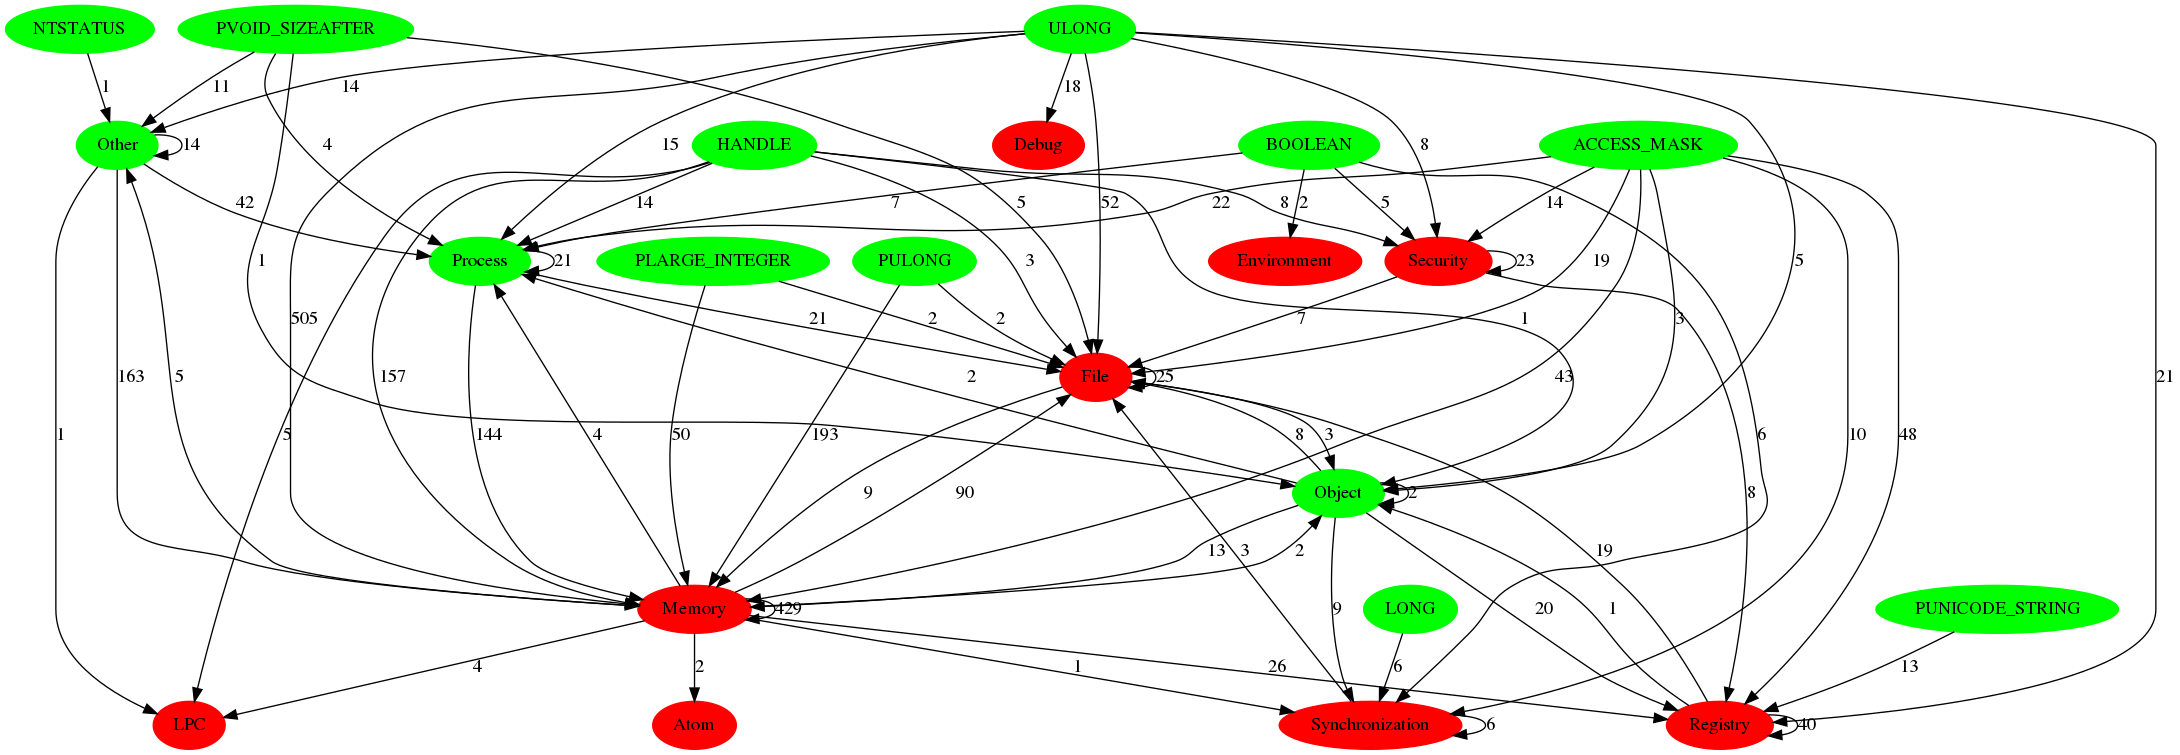 NTSTATUS PVOID_SIZEAFTER ULONG
1 11 14 18
Other 14 4 15 HANDLE Debug BOOLEAN 8 ACCESS_MASK
42 1 14 5 52 7 8 2 5 22 14
Process 21 PLARGE_INTEGER PULONG 3 Environment Security 23 19 5
505 21 2 2 7 1 3
163 5 157 2 File 25 43 21
1 5 144 4 50 193 9 90 8 3 6 10 48
Object 2 8
13 3 2 19
Memory 429 9 LONG 20 1 PUNICODE_STRING
4 2 1 26 6 13
LPC Atom Synchronization 6 Registry 40